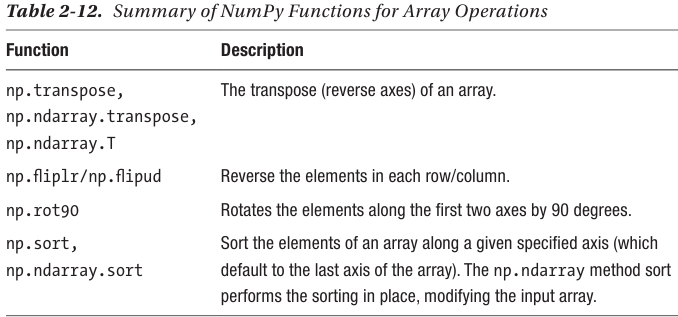 Table 2-12. Summary of NumPy Functions for Array Operations
Function Description
np.transpose, The transpose (reverse axes) of an array.
np.ndarray.transpose,
np.ndarray.T
np.fliplr/np.flipud Reverse the elements in each row/column.
np.rot90 Rotates the elements along the first two axes by 90 degrees.
np.sort, Sort the elements of an array along a given specified axis (which
np.ndarray.sort default to the last axis of the array). The np.ndarray method sort
performs the sorting in place, modifying the input array.